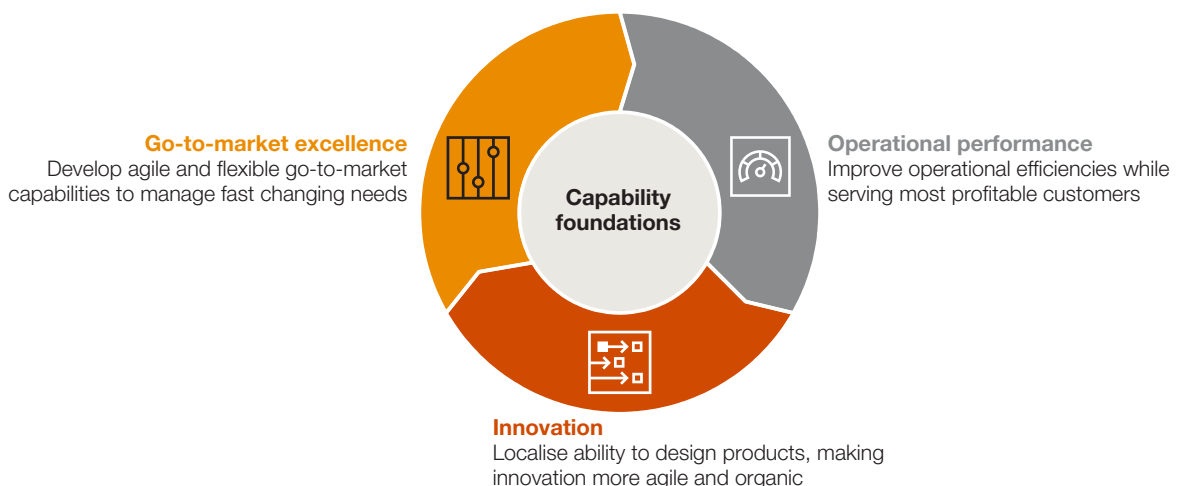 Go-to-market excellence
Develop agile and flexible go-to-market
capabilities to manage fast changing needs
Capability
foundations
Operational performance
Improve operational efficiencies while
serving most profitable customers
Innovation
Localise ability to design products, making
innovation more agile and organic